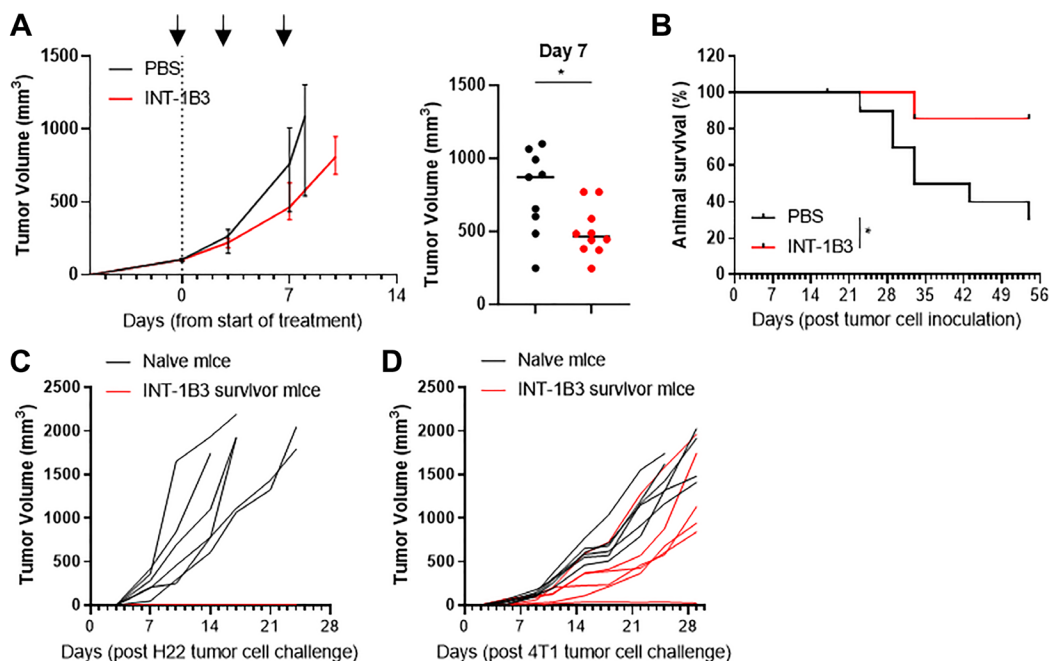 A
PBS
INT-1B3
Tumor Volume (mm3)
1500
1000
500
0
0
7
14
Days (from start of treatment)
Day 7
*
Tumor Volume (mm3)
1500
1000
500
0
B
Animal survival (%)
120
100
80
60
40
20
0
PBS
INT-1B3
*
0
7
14
21
28
35
42
49
56
Days (post tumor cell inoculation)
C
Naive mice
INT-1B3 survivor mice
Tumor Volume (mm3)
2500
2000
1500
1000
500
0
0
7
14
21
28
Days (post H22 tumor cell challenge)
D
Naive mice
INT-1B3 survivor mice
Tumor Volume (mm3)
2500
2000
1500
1000
500
0
0
7
14
21
28
Days (post 4T1 tumor cell challenge)